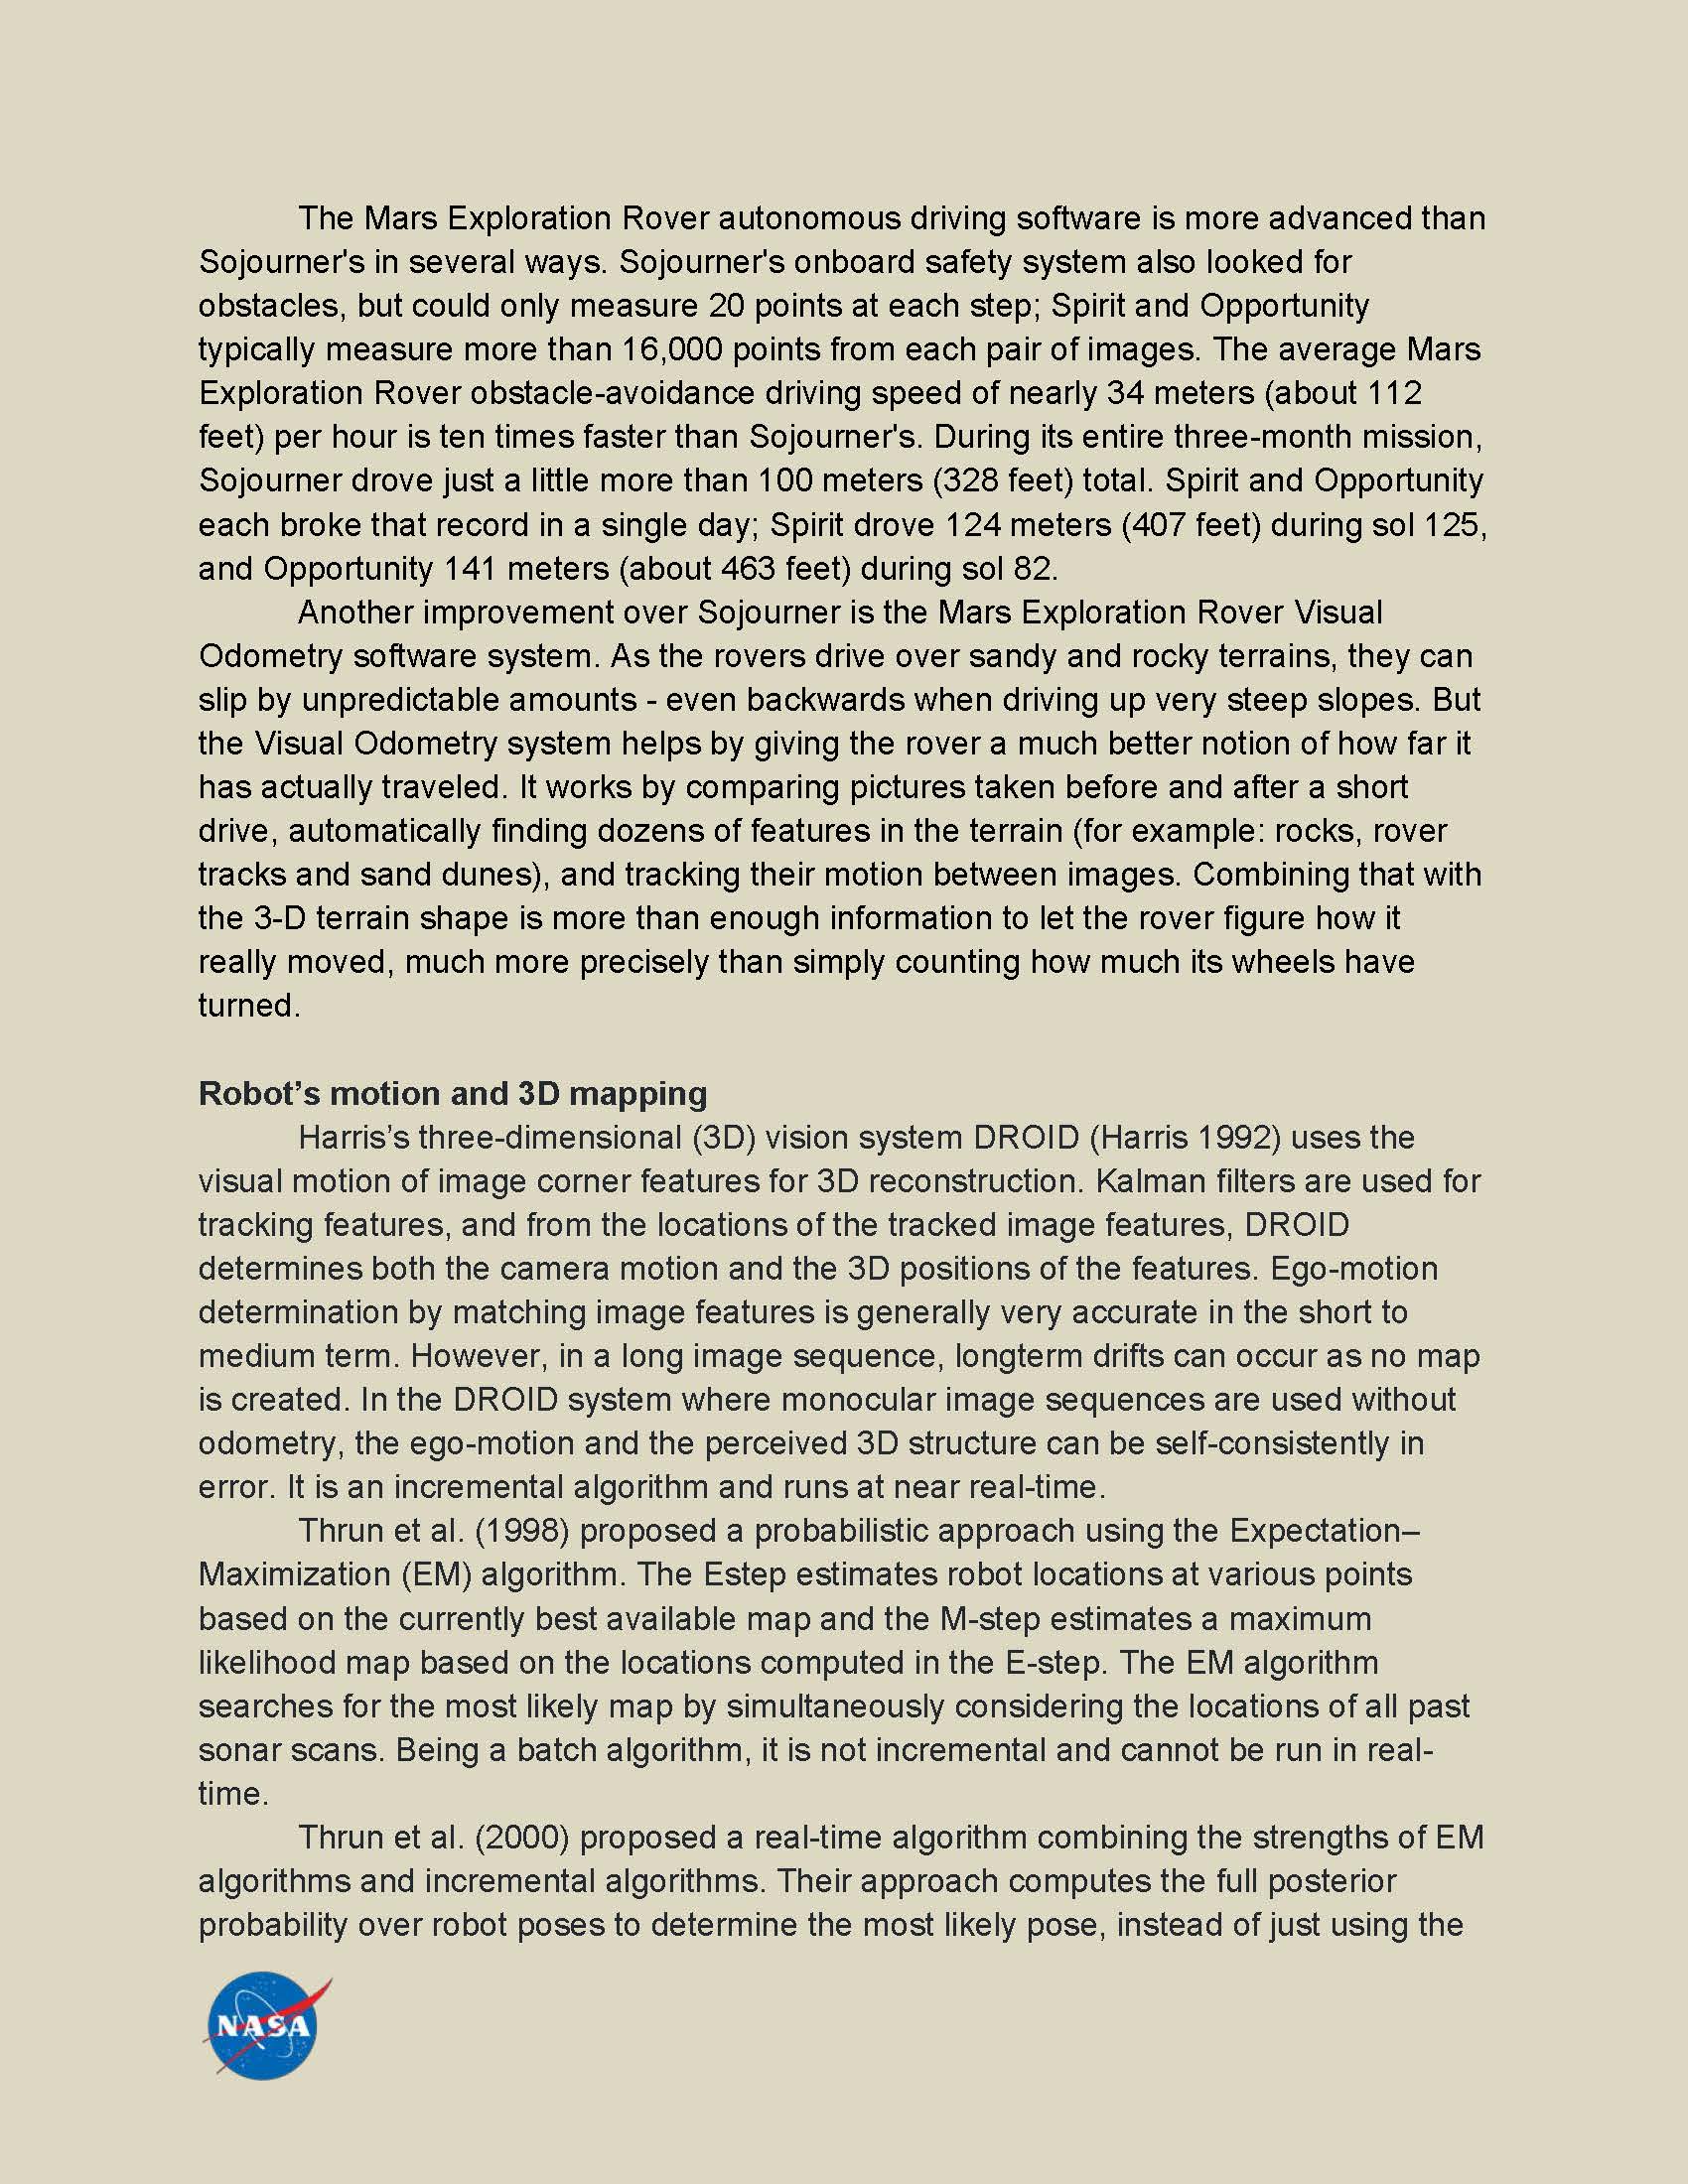 The Mars Exploration Rover autonomous driving software is more advanced than
Sojourner's in several ways. Sojourner's onboard safety system also looked for
obstacles, but could only measure 20 points at each step; Spirit and Opportunity
typically measure more than 16,000 points from each pair of images. The average Mars
Exploration Rover obstacle-avoidance driving speed of nearly 34 meters (about 112
feet) per hour is ten times faster than Sojourner's. During its entire three-month mission,
Sojourner drove just a little more than 100 meters (328 feet) total. Spirit and Opportunity
each broke that record in a single day; Spirit drove 124 meters (407 feet) during sol 125,
and Opportunity 141 meters (about 463 feet) during sol 82.
Another improvement over Sojourner is the Mars Exploration Rover Visual
Odometry software system. As the rovers drive over sandy and rocky terrains, they can
slip by unpredictable amounts - even backwards when driving up very steep slopes. But
the Visual Odometry system helps by giving the rover a much better notion of how far it
has actually traveled. It works by comparing pictures taken before and after a short
drive, automatically finding dozens of features in the terrain (for example: rocks, rover
tracks and sand dunes), and tracking their motion between images. Combining that with
the 3-D terrain shape is more than enough information to let the rover figure how it
really moved, much more precisely than simply counting how much its wheels have
turned.
Robot’s motion and 3D mapping
Harris’s three-dimensional (3D) vision system DROID (Harris 1992) uses the
visual motion of image corner features for 3D reconstruction. Kalman filters are used for
tracking features, and from the locations of the tracked image features, DROID
determines both the camera motion and the 3D positions of the features. Ego-motion
determination by matching image features is generally very accurate in the short to
medium term. However, in a long image sequence, longterm drifts can occur as no map
is created. In the DROID system where monocular image sequences are used without
odometry, the ego-motion and the perceived 3D structure can be self-consistently in
error. It is an incremental algorithm and runs at near real-time.
Thrun et al. (1998) proposed a probabilistic approach using the Expectation–
Maximization (EM) algorithm. The Estep estimates robot locations at various points
based on the currently best available map and the M-step estimates a maximum
likelihood map based on the locations computed in the E-step. The EM algorithm
searches for the most likely map by simultaneously considering the locations of all past
sonar scans. Being a batch algorithm, it is not incremental and cannot be run in real-
time.
Thrun et al. (2000) proposed a real-time algorithm combining the strengths of EM
algorithms and incremental algorithms. Their approach computes the full posterior
probability over robot poses to determine the most likely pose, instead of just using the
NASA